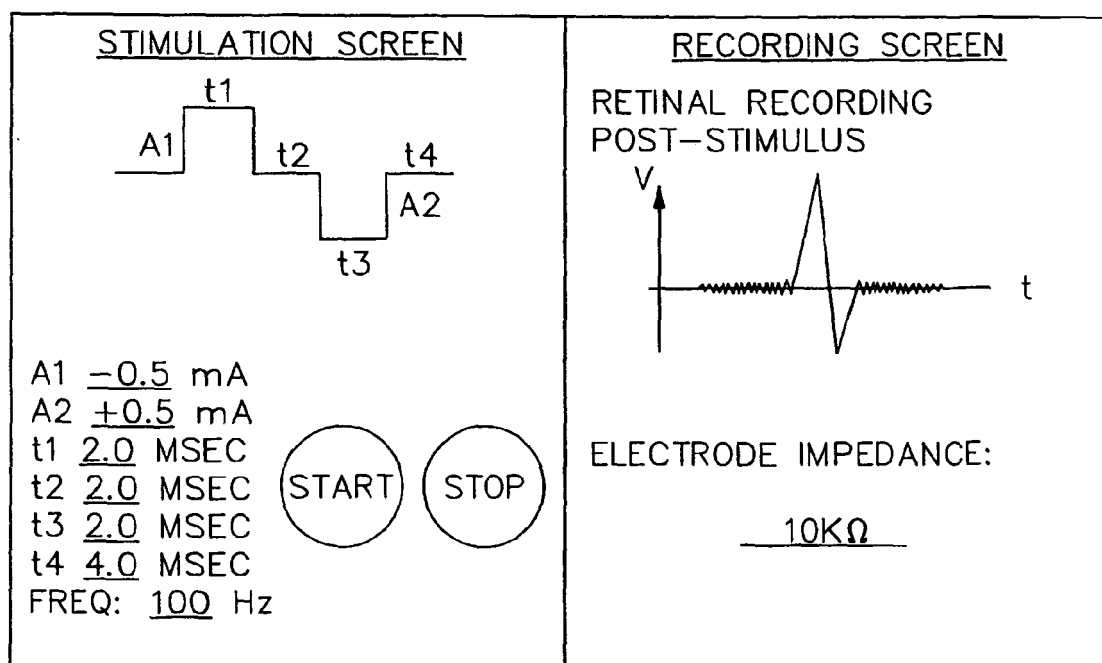 STIMULATION SCREEN
t1
A1
t2
t4
A2
t3
A1 −0.5 mA
A2 +0.5 mA
t1 2.0 MSEC
t2 2.0 MSEC
t3 2.0 MSEC
t4 4.0 MSEC
FREQ: 100 Hz
START
STOP
RECORDING SCREEN
RETINAL RECORDING
POST−STIMULUS
V
t
ELECTRODE IMPEDANCE:
10KΩ